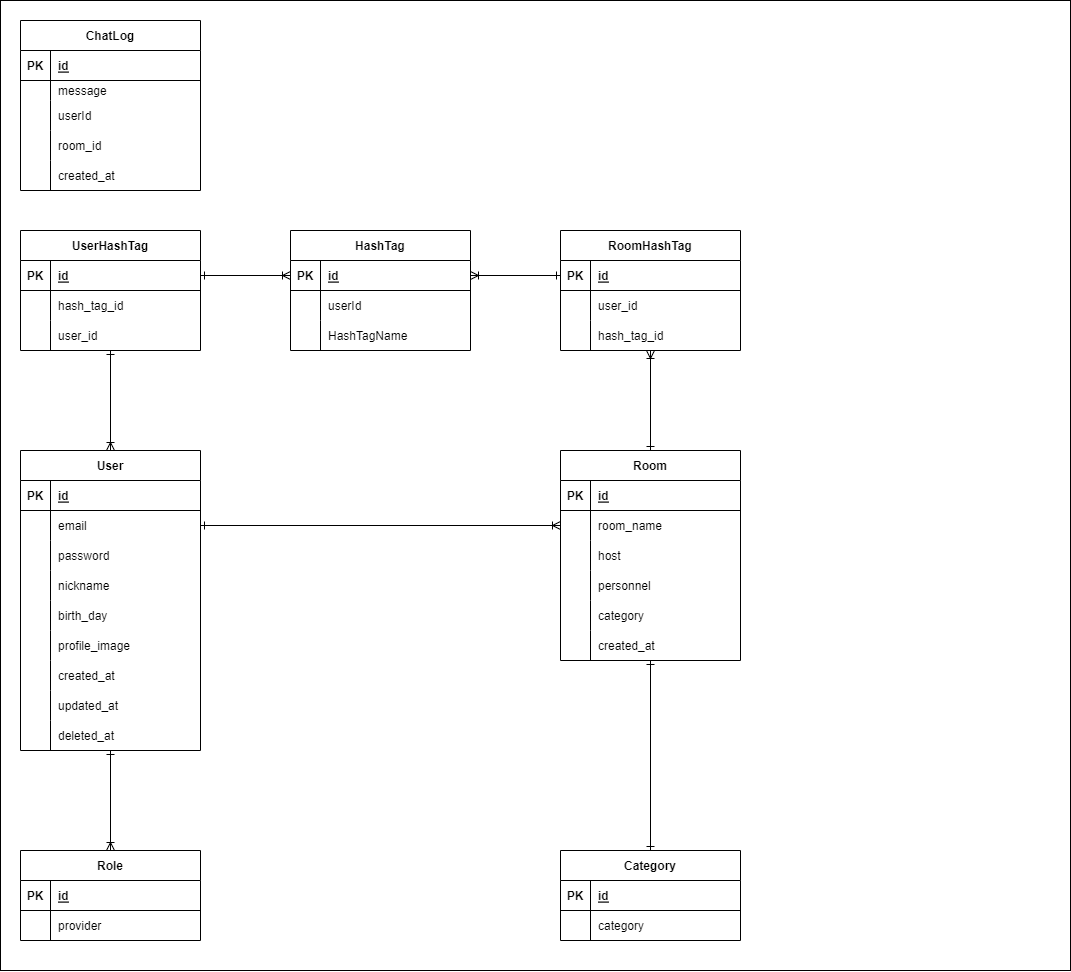 ChatLog
PK id
message
userId
room_id
created_at
UserHashTag
PK id
hash_tag_id
user_id
HashTag
PK id
userId
HashTagName
RoomHashTag
PK id
user_id
hash_tag_id
User
PK id
email
password
nickname
birth_day
profile_image
created_at
updated_at
deleted_at
Room
PK id
room_name
host
personnel
category
created_at
Role
PK id
provider
Category
PK id
category